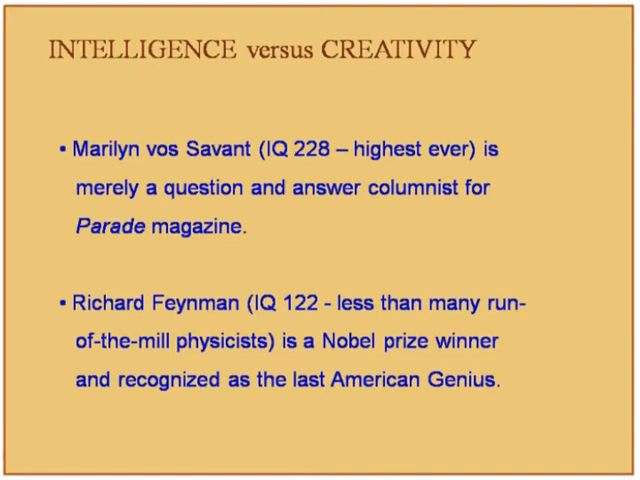 INTELLIGENCE versus CREATIVITY
• Marilyn vos Savant (IQ 228 – highest ever) is
merely a question and answer columnist for
Parade magazine.
• Richard Feynman (IQ 122 - less than many run-
of-the-mill physicists) is a Nobel prize winner
and recognized as the last American Genius.